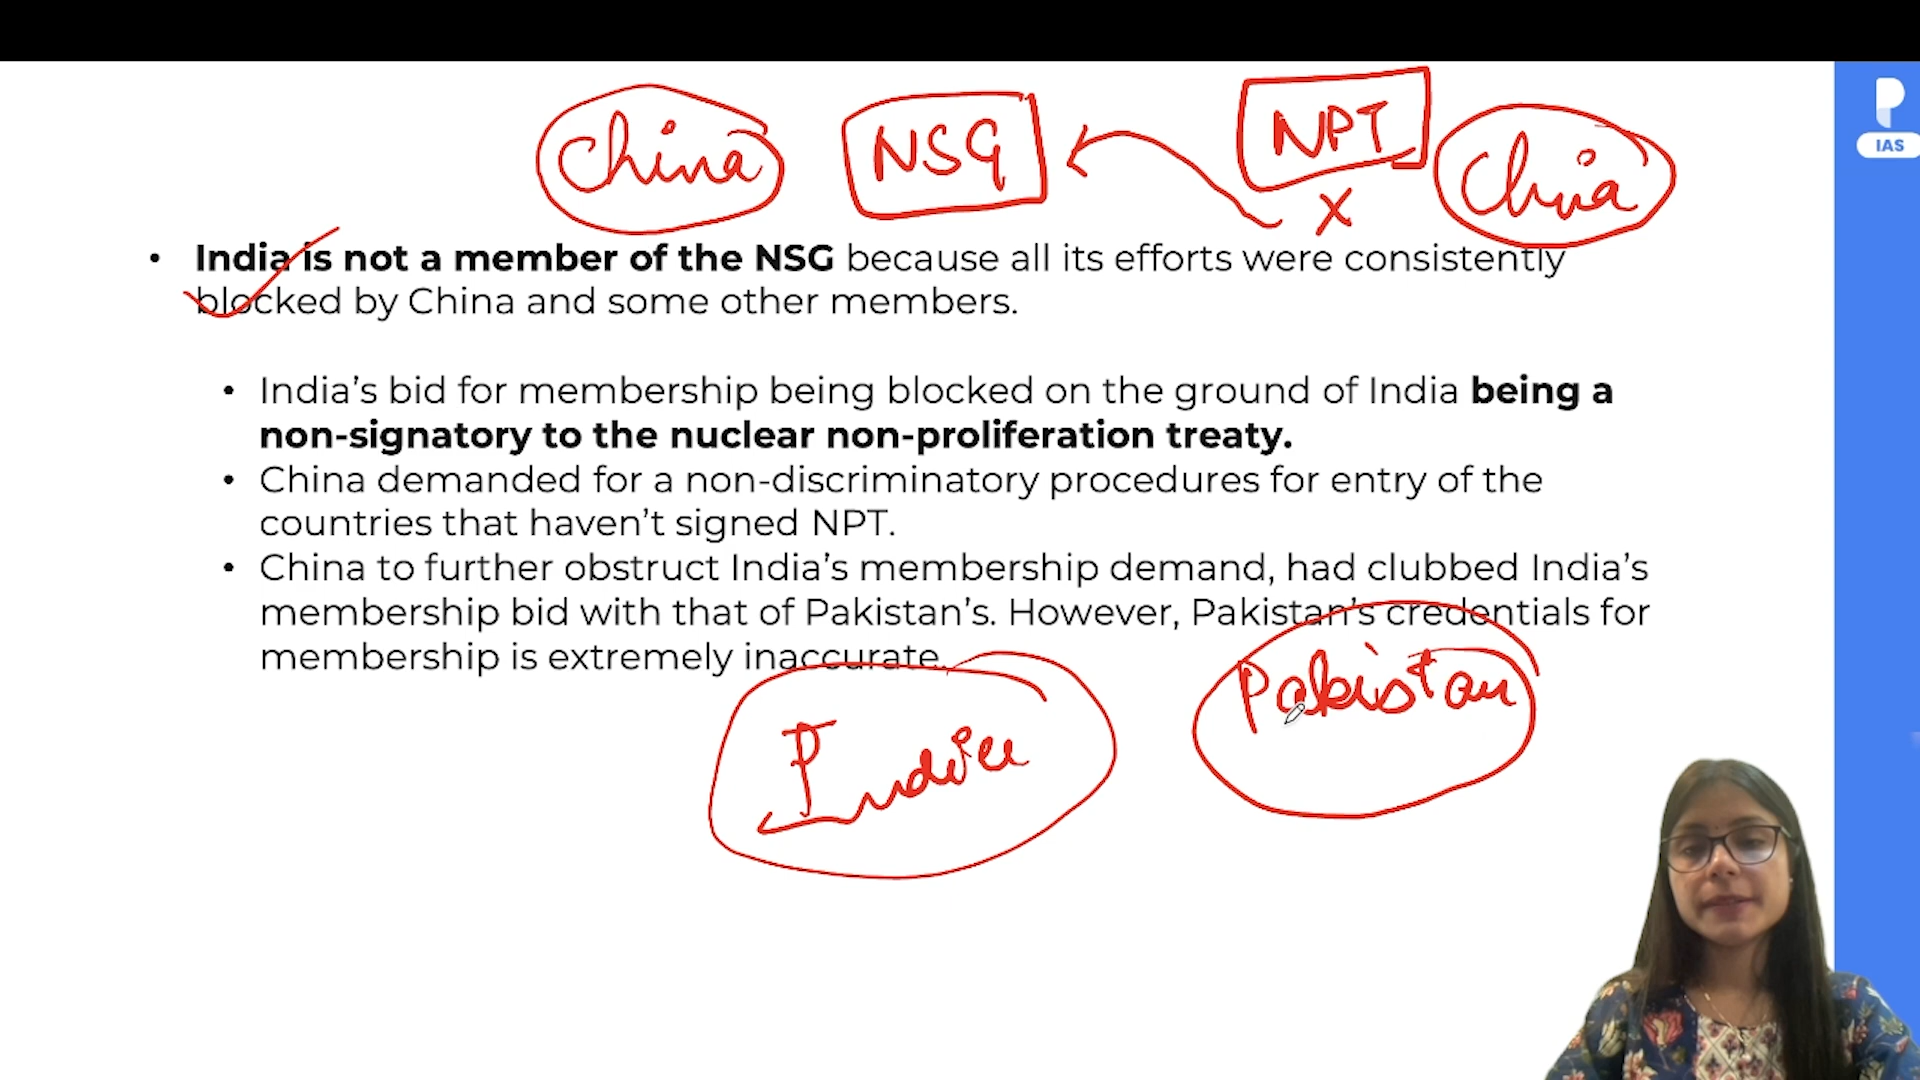 China NSG NPT China
X
IAS
• India is not a member of the NSG because all its efforts were consistently
blocked by China and some other members.
• India’s bid for membership being blocked on the ground of India being a
non-signatory to the nuclear non-proliferation treaty.
• China demanded for a non-discriminatory procedures for entry of the
countries that haven’t signed NPT.
• China to further obstruct India’s membership demand, had clubbed India’s
membership bid with that of Pakistan’s. However, Pakistan’s credentials for
membership is extremely inaccurate.
India Pakistan